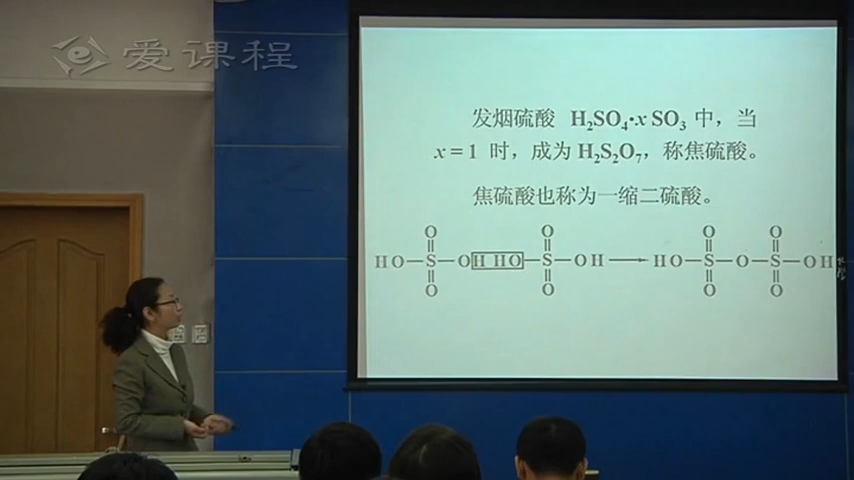 爱课程
发烟硫酸 H₂SO₄•x SO₃ 中，当
x = 1 时，成为 H₂S₂O₇，称焦硫酸。
焦硫酸也称为一缩二硫酸。
O O O O
HO—S—OH HO—S—OH → HO—S—O—S—OH
O O O O